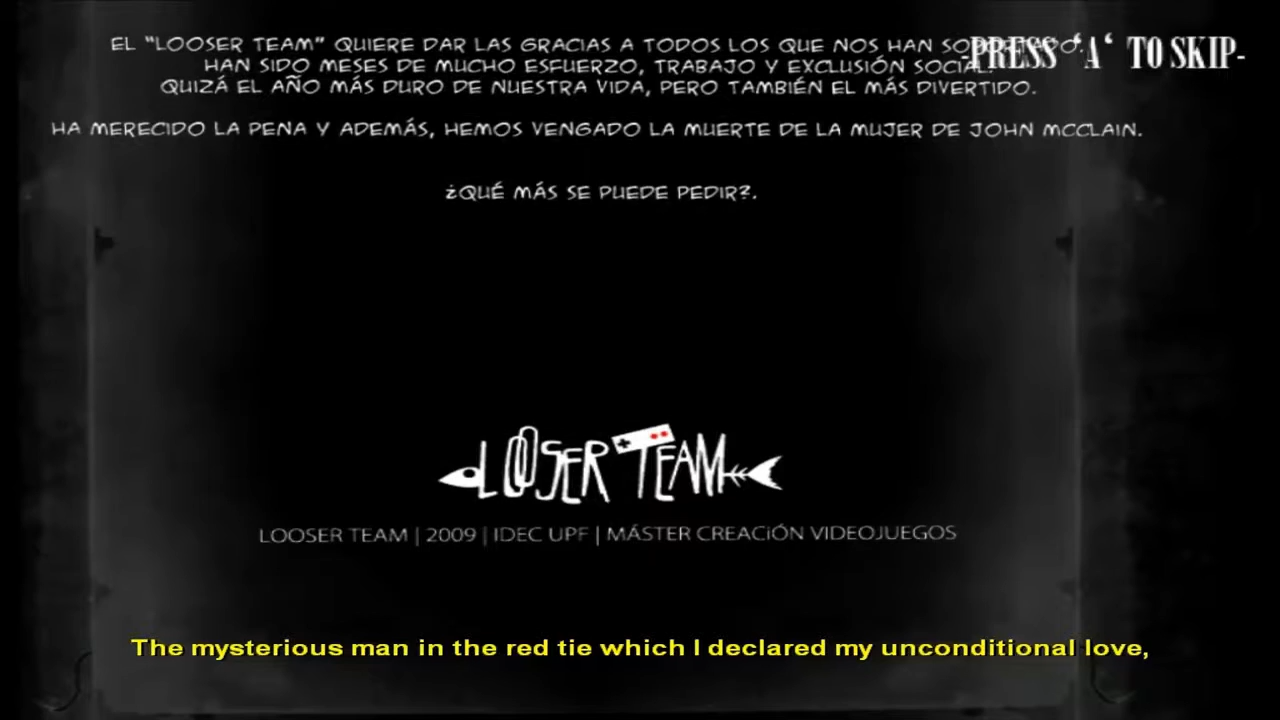 EL "LOOSER TEAM" QUIERE DAR LAS GRACIAS A TODOS LOS QUE NOS HAN
-PRESS 'A' TO SKIP-
HAN SIDO MESES DE MUCHO ESFUERZO, TRABAJO Y EXCLUSIÓN SOCIAL.
QUIZÁ EL AÑO MÁS DURO DE NUESTRA VIDA, PERO TAMBIÉN EL MÁS DIVERTIDO.
HA MERECIDO LA PENA Y ADEMÁS, HEMOS VENGADO LA MUERTE DE LA MUJER DE JOHN MCCLAIN.
¿QUÉ MÁS SE PUEDE PEDIR?.
LOOSER TEAM
LOOSER TEAM | 2009 | IDEC UPF | MÁSTER CREACiÓN VIDEOJUEGOS
The mysterious man in the red tie which I declared my unconditional love,